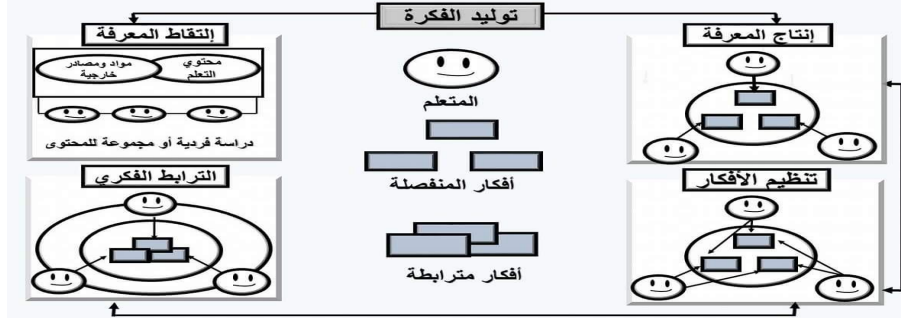 توليد الفكرة
إنتاج المعرفة
إلتقاط المعرفة
محتوي
التعلم
مواد ومصادر
خارجية
دراسة فردية أو مجموعة للمحتوى
المتعلم
أفكار المنفصلة
أفكار مترابطة
تنظيم الأفكار
الترابط الفكري